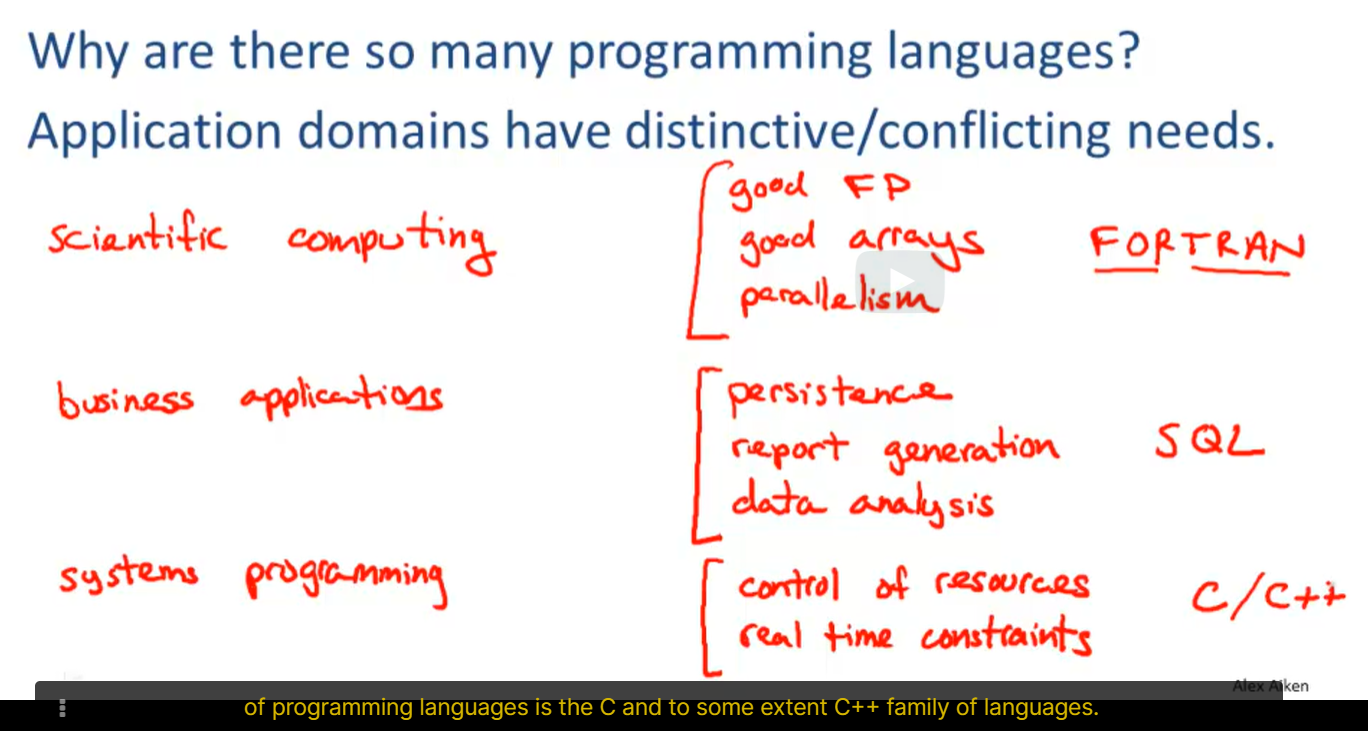 Why are there so many programming languages?
Application domains have distinctive/conflicting needs.
scientific computing
good FP
good arrays
parallelism
FORTRAN
business applications
persistence
report generation
data analysis
SQL
systems programming
control of resources
real time constraints
C/C++
Alex Aiken
of programming languages is the C and to some extent C++ family of languages.